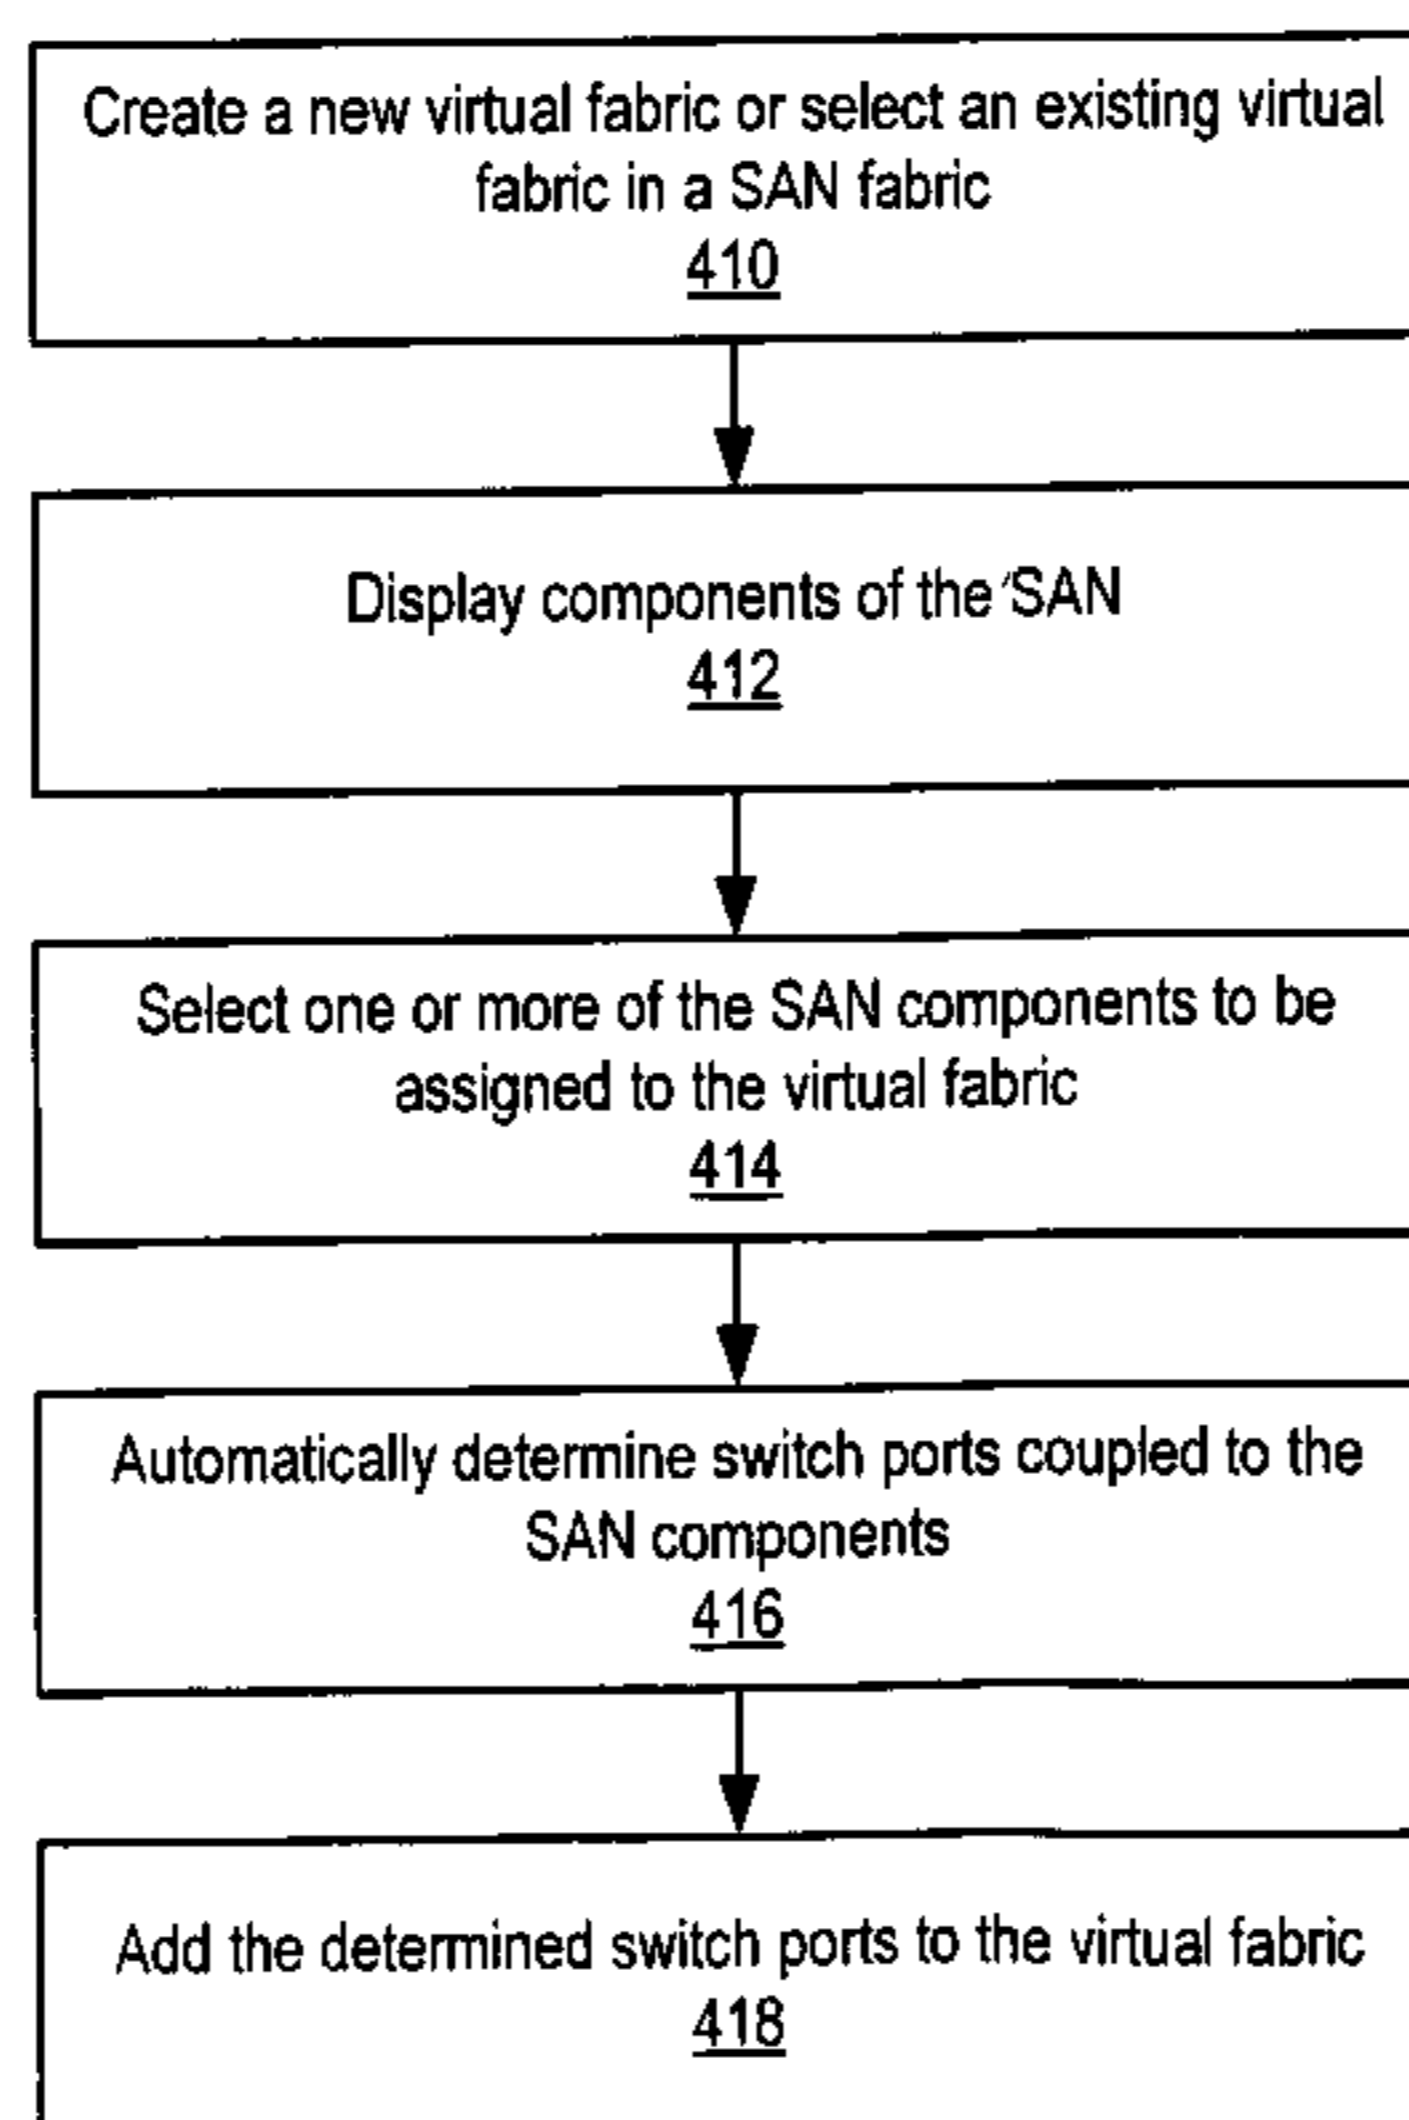 Create a new virtual fabric or select an existing virtual
fabric in a SAN fabric
410
Display components of the SAN
412
Select one or more of the SAN components to be
assigned to the virtual fabric
414
Automatically determine switch ports coupled to the
SAN components
416
Add the determined switch ports to the virtual fabric
418